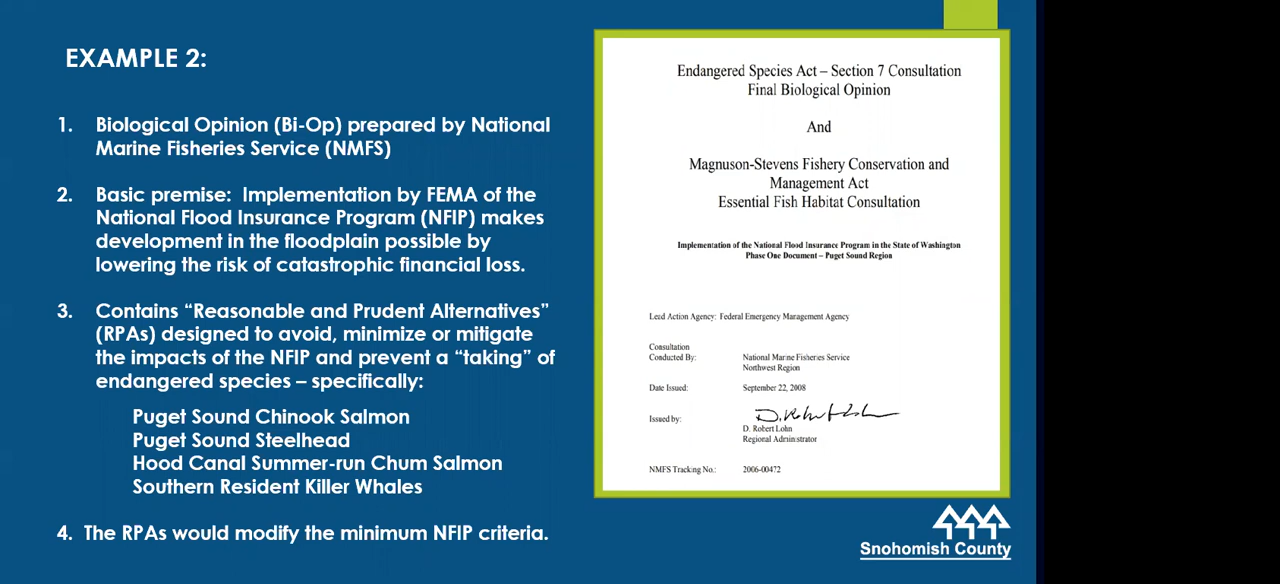 EXAMPLE 2:
1. Biological Opinion (Bi-Op) prepared by National
Marine Fisheries Service (NMFS)
2. Basic premise: Implementation by FEMA of the
National Flood Insurance Program (NFIP) makes
development in the floodplain possible by
lowering the risk of catastrophic financial loss.
3. Contains “Reasonable and Prudent Alternatives”
(RPAs) designed to avoid, minimize or mitigate
the impacts of the NFIP and prevent a “taking” of
endangered species – specifically:
Puget Sound Chinook Salmon
Puget Sound Steelhead
Hood Canal Summer-run Chum Salmon
Southern Resident Killer Whales
4. The RPAs would modify the minimum NFIP criteria.
Endangered Species Act – Section 7 Consultation
Final Biological Opinion
And
Magnuson-Stevens Fishery Conservation and
Management Act
Essential Fish Habitat Consultation
Implementation of the National Flood Insurance Program in the State of Washington
Phase One Document – Puget Sound Region
Lead Action Agency: Federal Emergency Management Agency
Consultation
Conducted By: National Marine Fisheries Service
Northwest Region
Date Issued: September 22, 2008
Issued by: D. Robert Lohn
D. Robert Lohn
Regional Administrator
NMFS Tracking No.: 2006-00472
Snohomish County